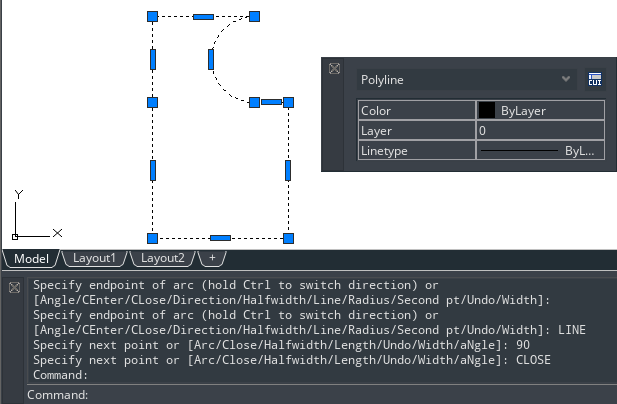 Polyline
CUI
Color ByLayer
Layer 0
Linetype ByL...
Y
X
Model Layout1 Layout2 +
Specify endpoint of arc (hold Ctrl to switch direction) or
[Angle/CEnter/CLose/Direction/Halfwidth/Line/Radius/Second pt/Undo/Width]:
Specify endpoint of arc (hold Ctrl to switch direction) or
[Angle/CEnter/CLose/Direction/Halfwidth/Line/Radius/Second pt/Undo/Width]: LINE
Specify next point or [Arc/Close/Halfwidth/Length/Undo/Width/aNgle]: 90
Specify next point or [Arc/Close/Halfwidth/Length/Undo/Width/aNgle]: CLOSE
Command:
Command: